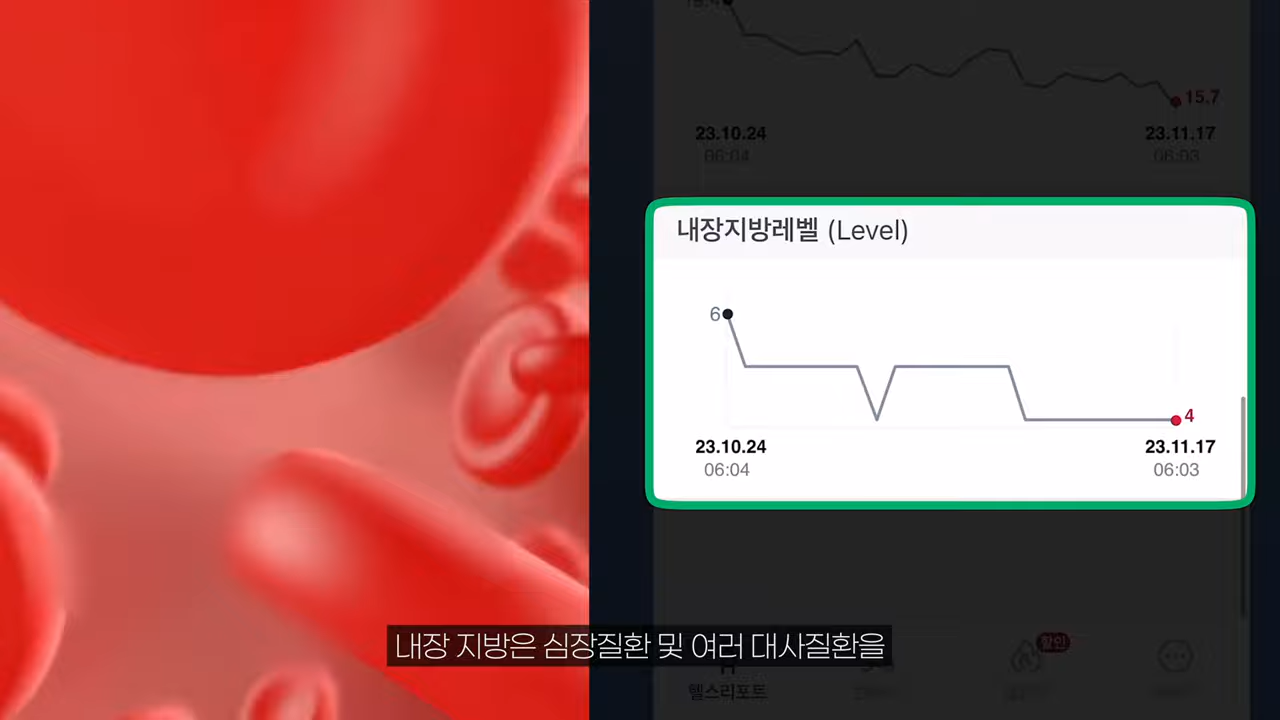 15.7
23.10.24
23.11.17
06:04
06:03
내장지방레벨 (Level)
6
4
23.10.24
23.11.17
06:04
06:03
할인
내장 지방은 심장질환 및 여러 대사질환을
헬스리포트